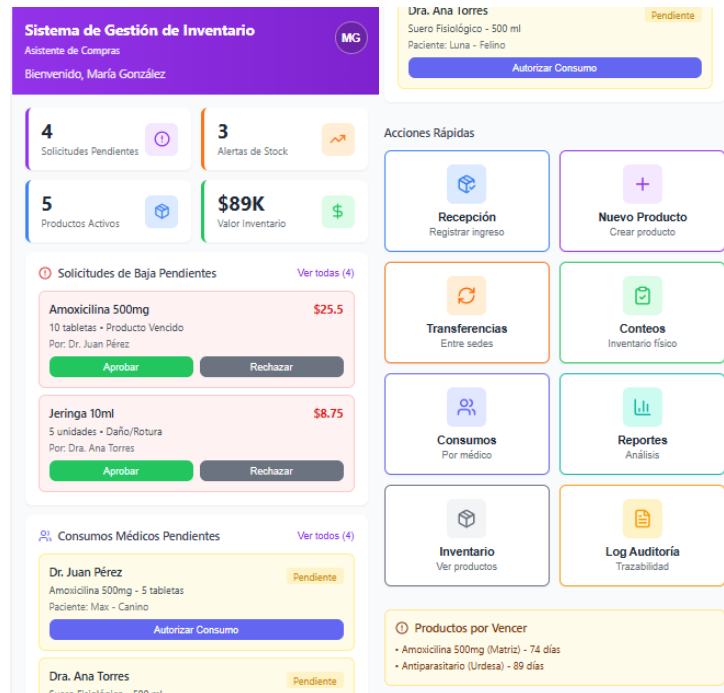 Sistema de Gestión de Inventario
Asistente de Compras
MG
Bienvenido, María González
4
Solicitudes Pendientes
3
Alertas de Stock
5
Productos Activos
$89K
Valor Inventario
Solicitudes de Baja Pendientes
Ver todas (4)
Amoxicilina 500mg
$25.5
10 tabletas • Producto Vencido
Por: Dr. Juan Pérez
Aprobar
Rechazar
Jeringa 10ml
$8.75
5 unidades • Daño/Rotura
Por: Dra. Ana Torres
Aprobar
Rechazar
Consumos Médicos Pendientes
Ver todos (4)
Dr. Juan Pérez
Pendiente
Amoxicilina 500mg - 5 tabletas
Paciente: Max - Canino
Autorizar Consumo
Dra. Ana Torres
Pendiente
Suero Fisiológico - 500 ml
Dra. Ana Torres
Pendiente
Suero Fisiológico - 500 ml
Paciente: Luna - Felino
Autorizar Consumo
Acciones Rápidas
Recepción
Registrar ingreso
Nuevo Producto
Crear producto
Transferencias
Entre sedes
Conteos
Inventario físico
Consumos
Por médico
Reportes
Análisis
Inventario
Ver productos
Log Auditoría
Trazabilidad
Productos por Vencer
• Amoxicilina 500mg (Matriz) - 74 días
• Antiparasitario (Urdesa) - 89 días